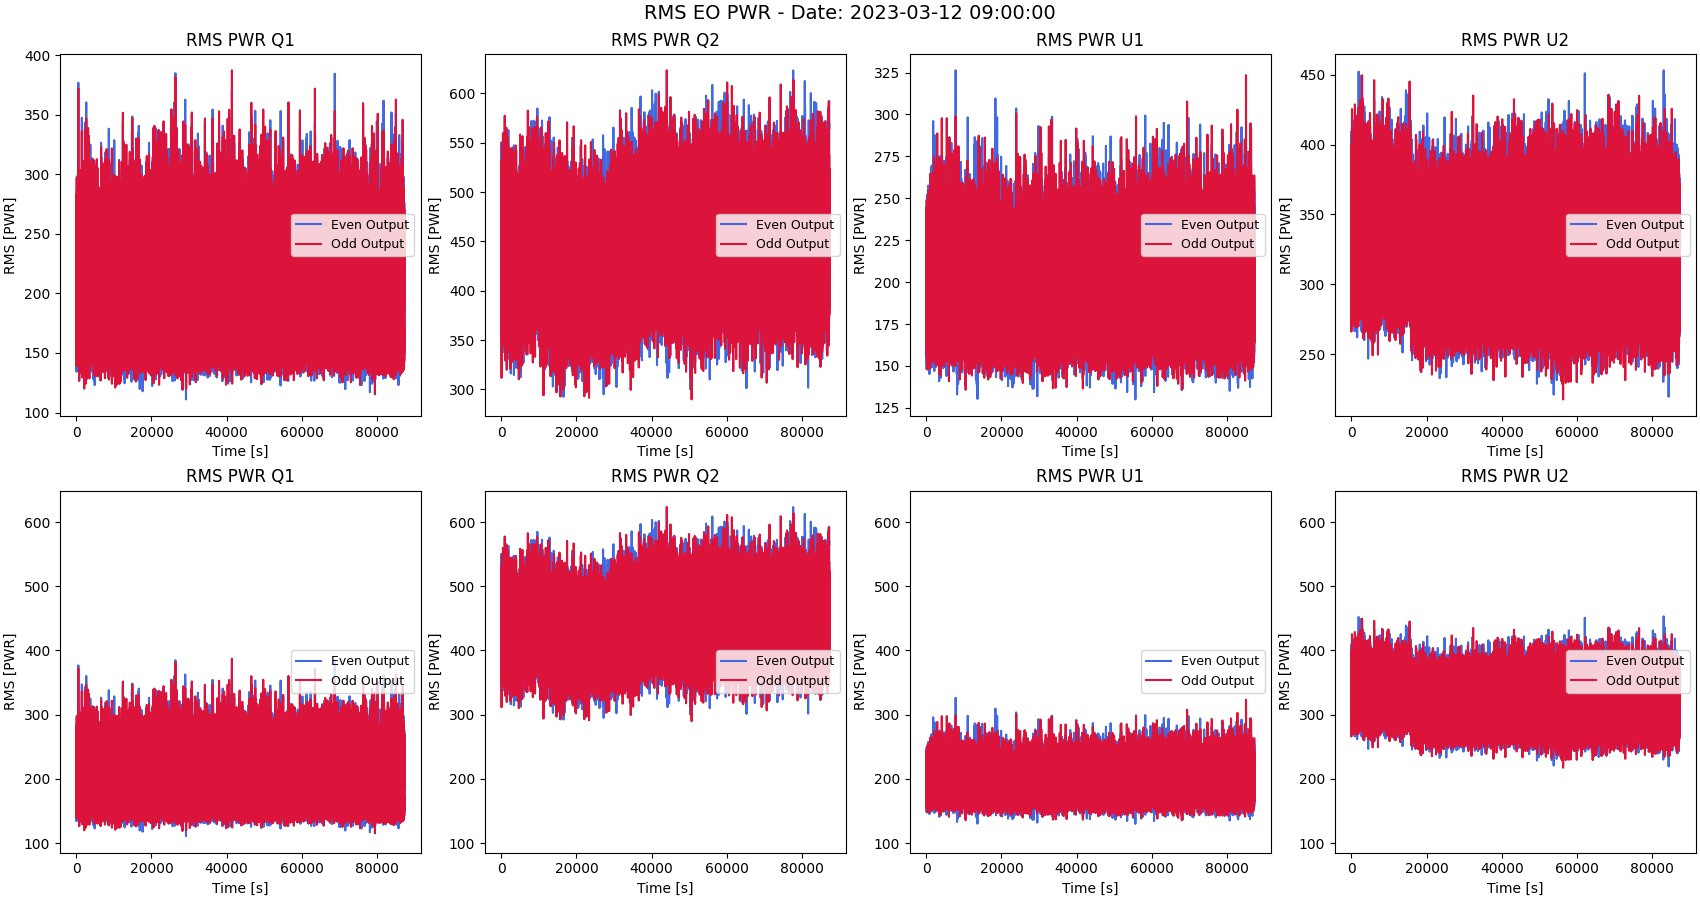 RMS EO PWR - Date: 2023-03-12 09:00:00
RMS PWR Q1
RMS [PWR]
400
350
300
250
200
150
100
0 20000 40000 60000 80000
Time [s]
Even Output
Odd Output
RMS PWR Q2
RMS [PWR]
600
550
500
450
400
350
300
0 20000 40000 60000 80000
Time [s]
Even Output
Odd Output
RMS PWR U1
RMS [PWR]
325
300
275
250
225
200
175
150
125
0 20000 40000 60000 80000
Time [s]
Even Output
Odd Output
RMS PWR U2
RMS [PWR]
450
400
350
300
250
0 20000 40000 60000 80000
Time [s]
Even Output
Odd Output
RMS PWR Q1
RMS [PWR]
600
500
400
300
200
100
0 20000 40000 60000 80000
Time [s]
Even Output
Odd Output
RMS PWR Q2
RMS [PWR]
600
500
400
300
200
100
0 20000 40000 60000 80000
Time [s]
Even Output
Odd Output
RMS PWR U1
RMS [PWR]
600
500
400
300
200
100
0 20000 40000 60000 80000
Time [s]
Even Output
Odd Output
RMS PWR U2
RMS [PWR]
600
500
400
300
200
100
0 20000 40000 60000 80000
Time [s]
Even Output
Odd Output